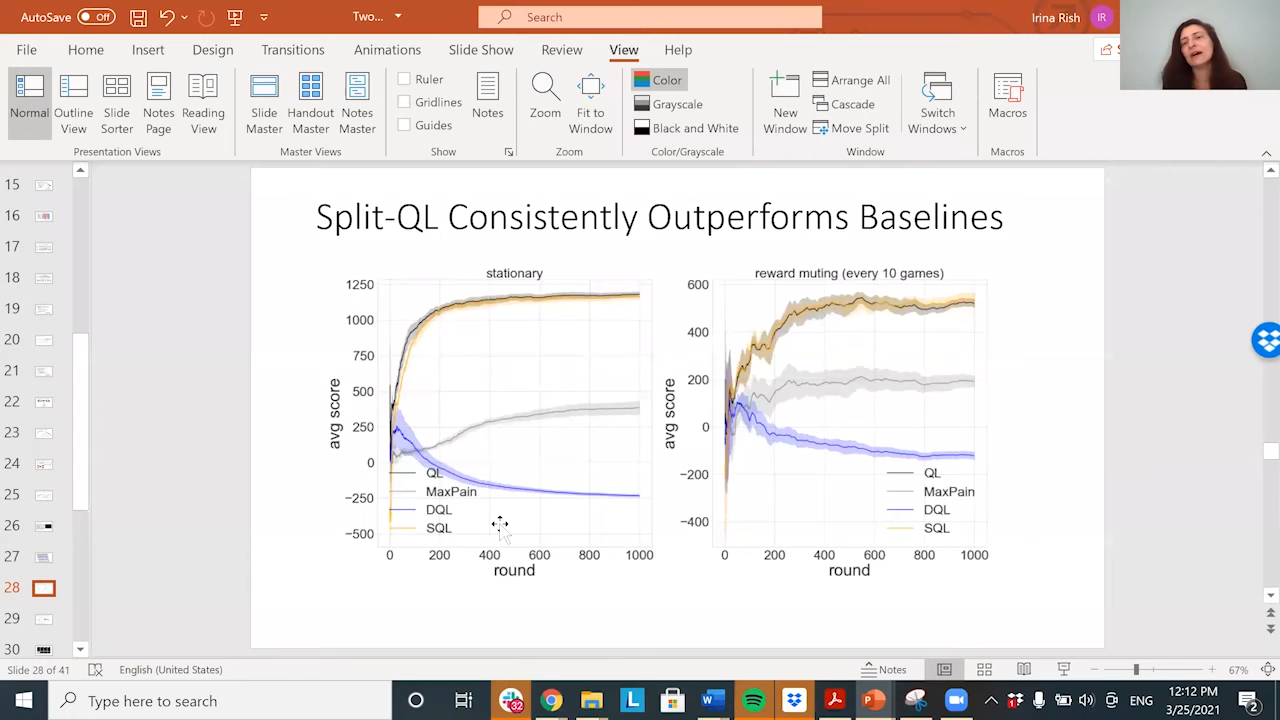 AutoSave Off Two... Search Irina Rish IR
File Home Insert Design Transitions Animations Slide Show Review View Help
Normal Outline View Slide Sorter Notes Page Reading View
Presentation Views
Slide Master Handout Master Notes Master
Master Views
Ruler
Gridlines
Guides
Notes
Show
Zoom Fit to Window
Zoom
Color
Grayscale
Black and White
Color/Grayscale
New Window
Arrange All
Cascade
Move Split
Switch Windows
Window
Macros
Macros
15
16
17
18
19
20
21
22
23
24
25
26
27
28
29
30
Split-QL Consistently Outperforms Baselines
stationary
1250
1000
750
500
250
0
−250
−500
avg score
QL
MaxPain
DQL
SQL
0 200 400 600 800 1000
round
reward muting (every 10 games)
600
400
200
0
−200
−400
avg score
QL
MaxPain
DQL
SQL
0 200 400 600 800 1000
round
Slide 28 of 41 English (United States) Notes 67%
Type here to search 32 L ENG 12:12 PM 2
3/25/2021